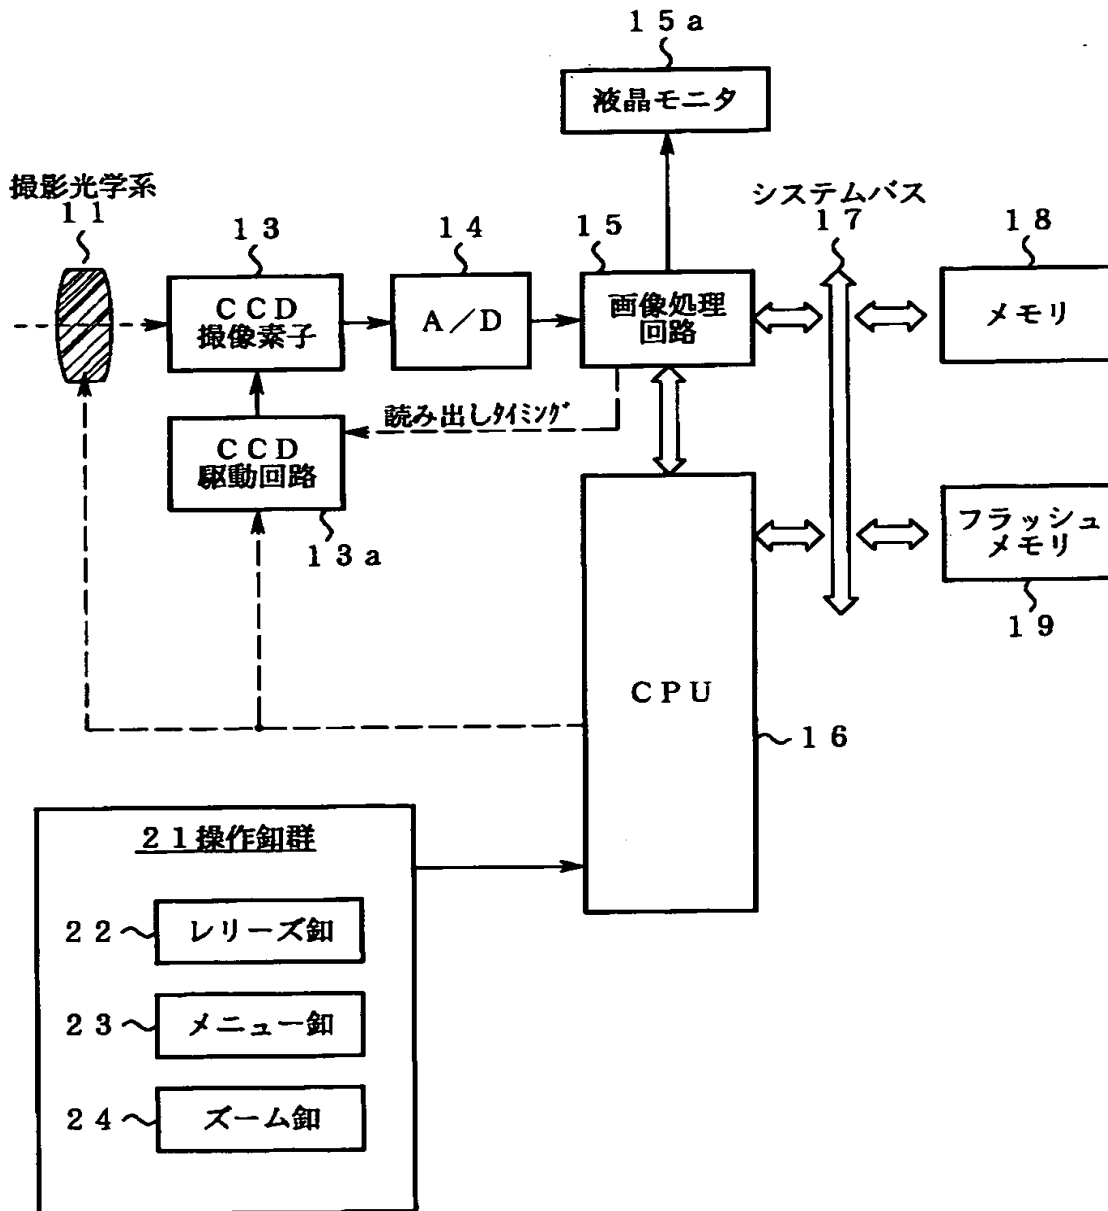 １５a
液晶モニタ
撮影光学系
１１
１３
１４
１５
システムバス
１７
１８
ＣＣＤ
撮像素子
Ａ／Ｄ
画像処理
回路
メモリ
読み出しﾀｲﾐﾝｸﾞ
ＣＣＤ
駆動回路
１３a
フラッシュ
メモリ
１９
ＣＰＵ
１６
２１操作釦群
２２
レリーズ釦
２３
メニュー釦
２４
ズーム釦